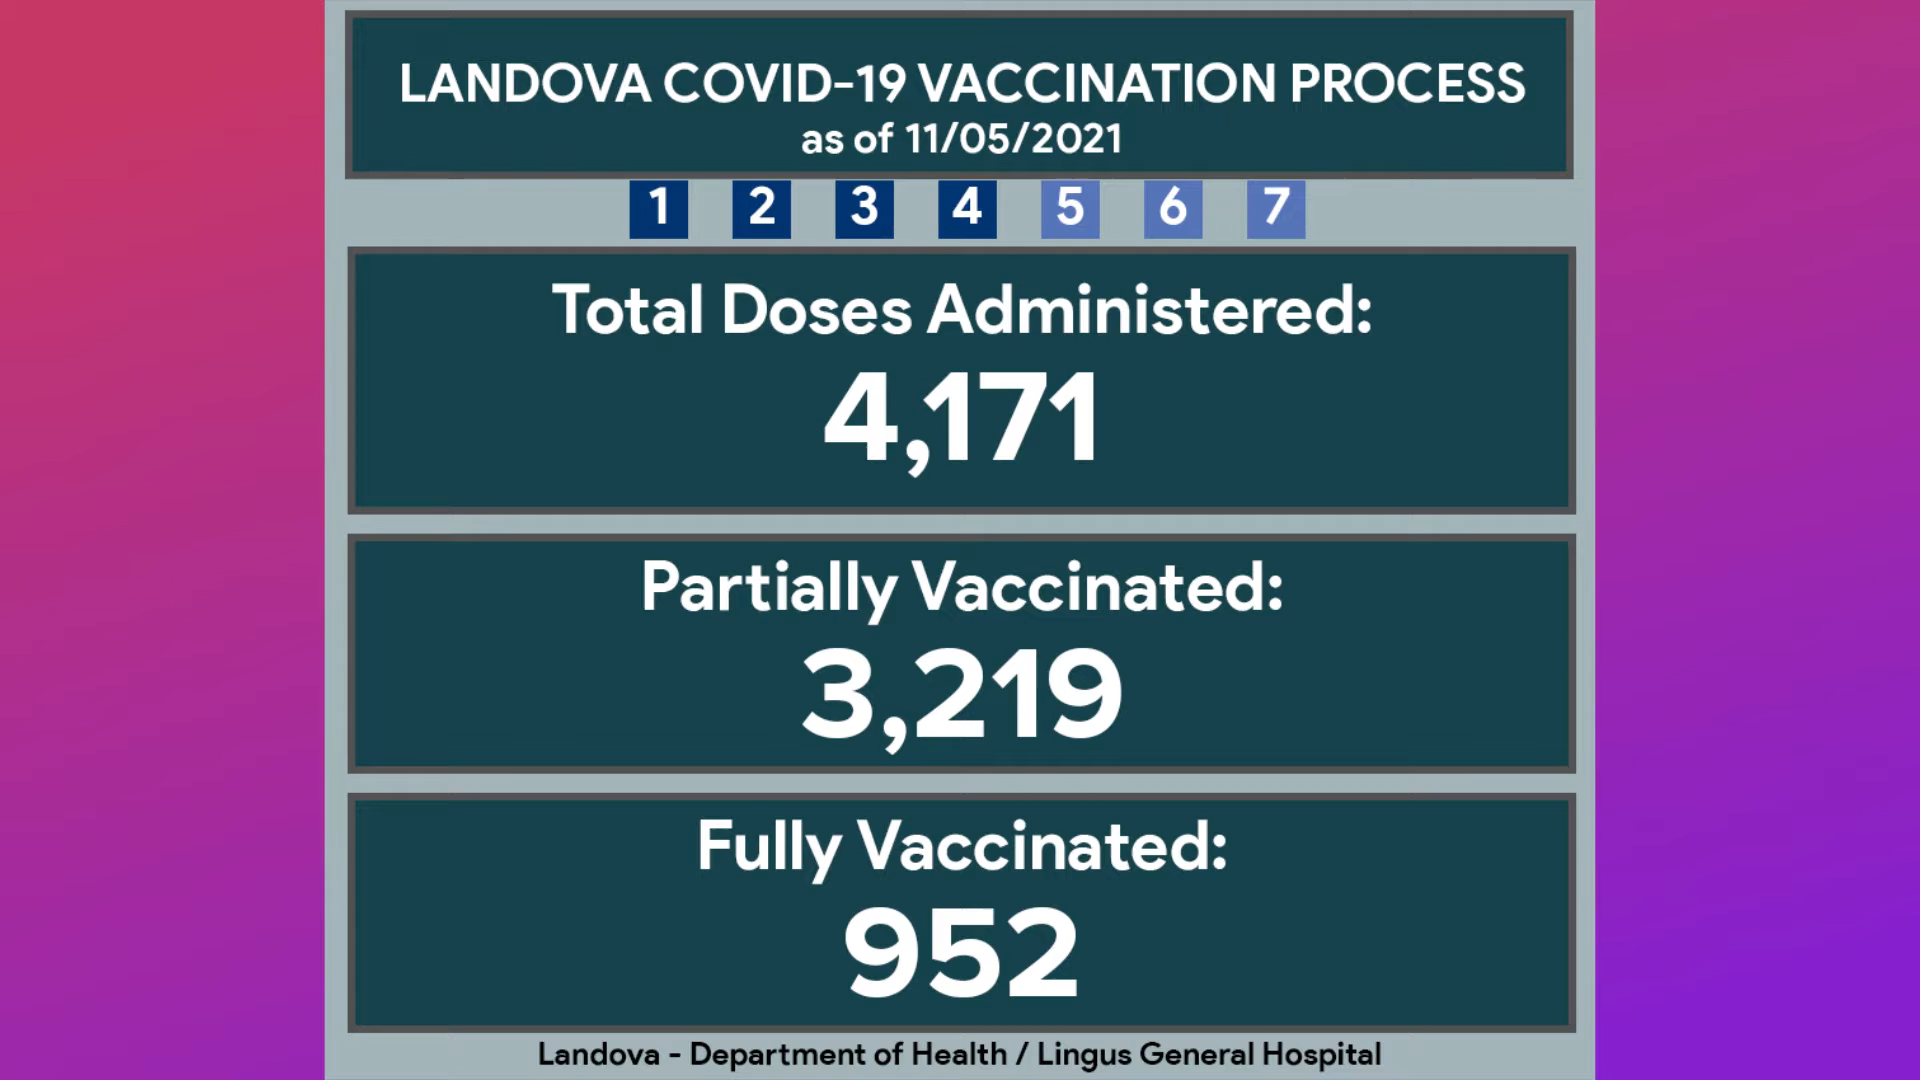 LANDOVA COVID-19 VACCINATION PROCESS
as of 11/05/2021
1 2 3 4 5 6 7
Total Doses Administered:
4,171
Partially Vaccinated:
3,219
Fully Vaccinated:
952
Landova - Department of Health / Lingus General Hospital